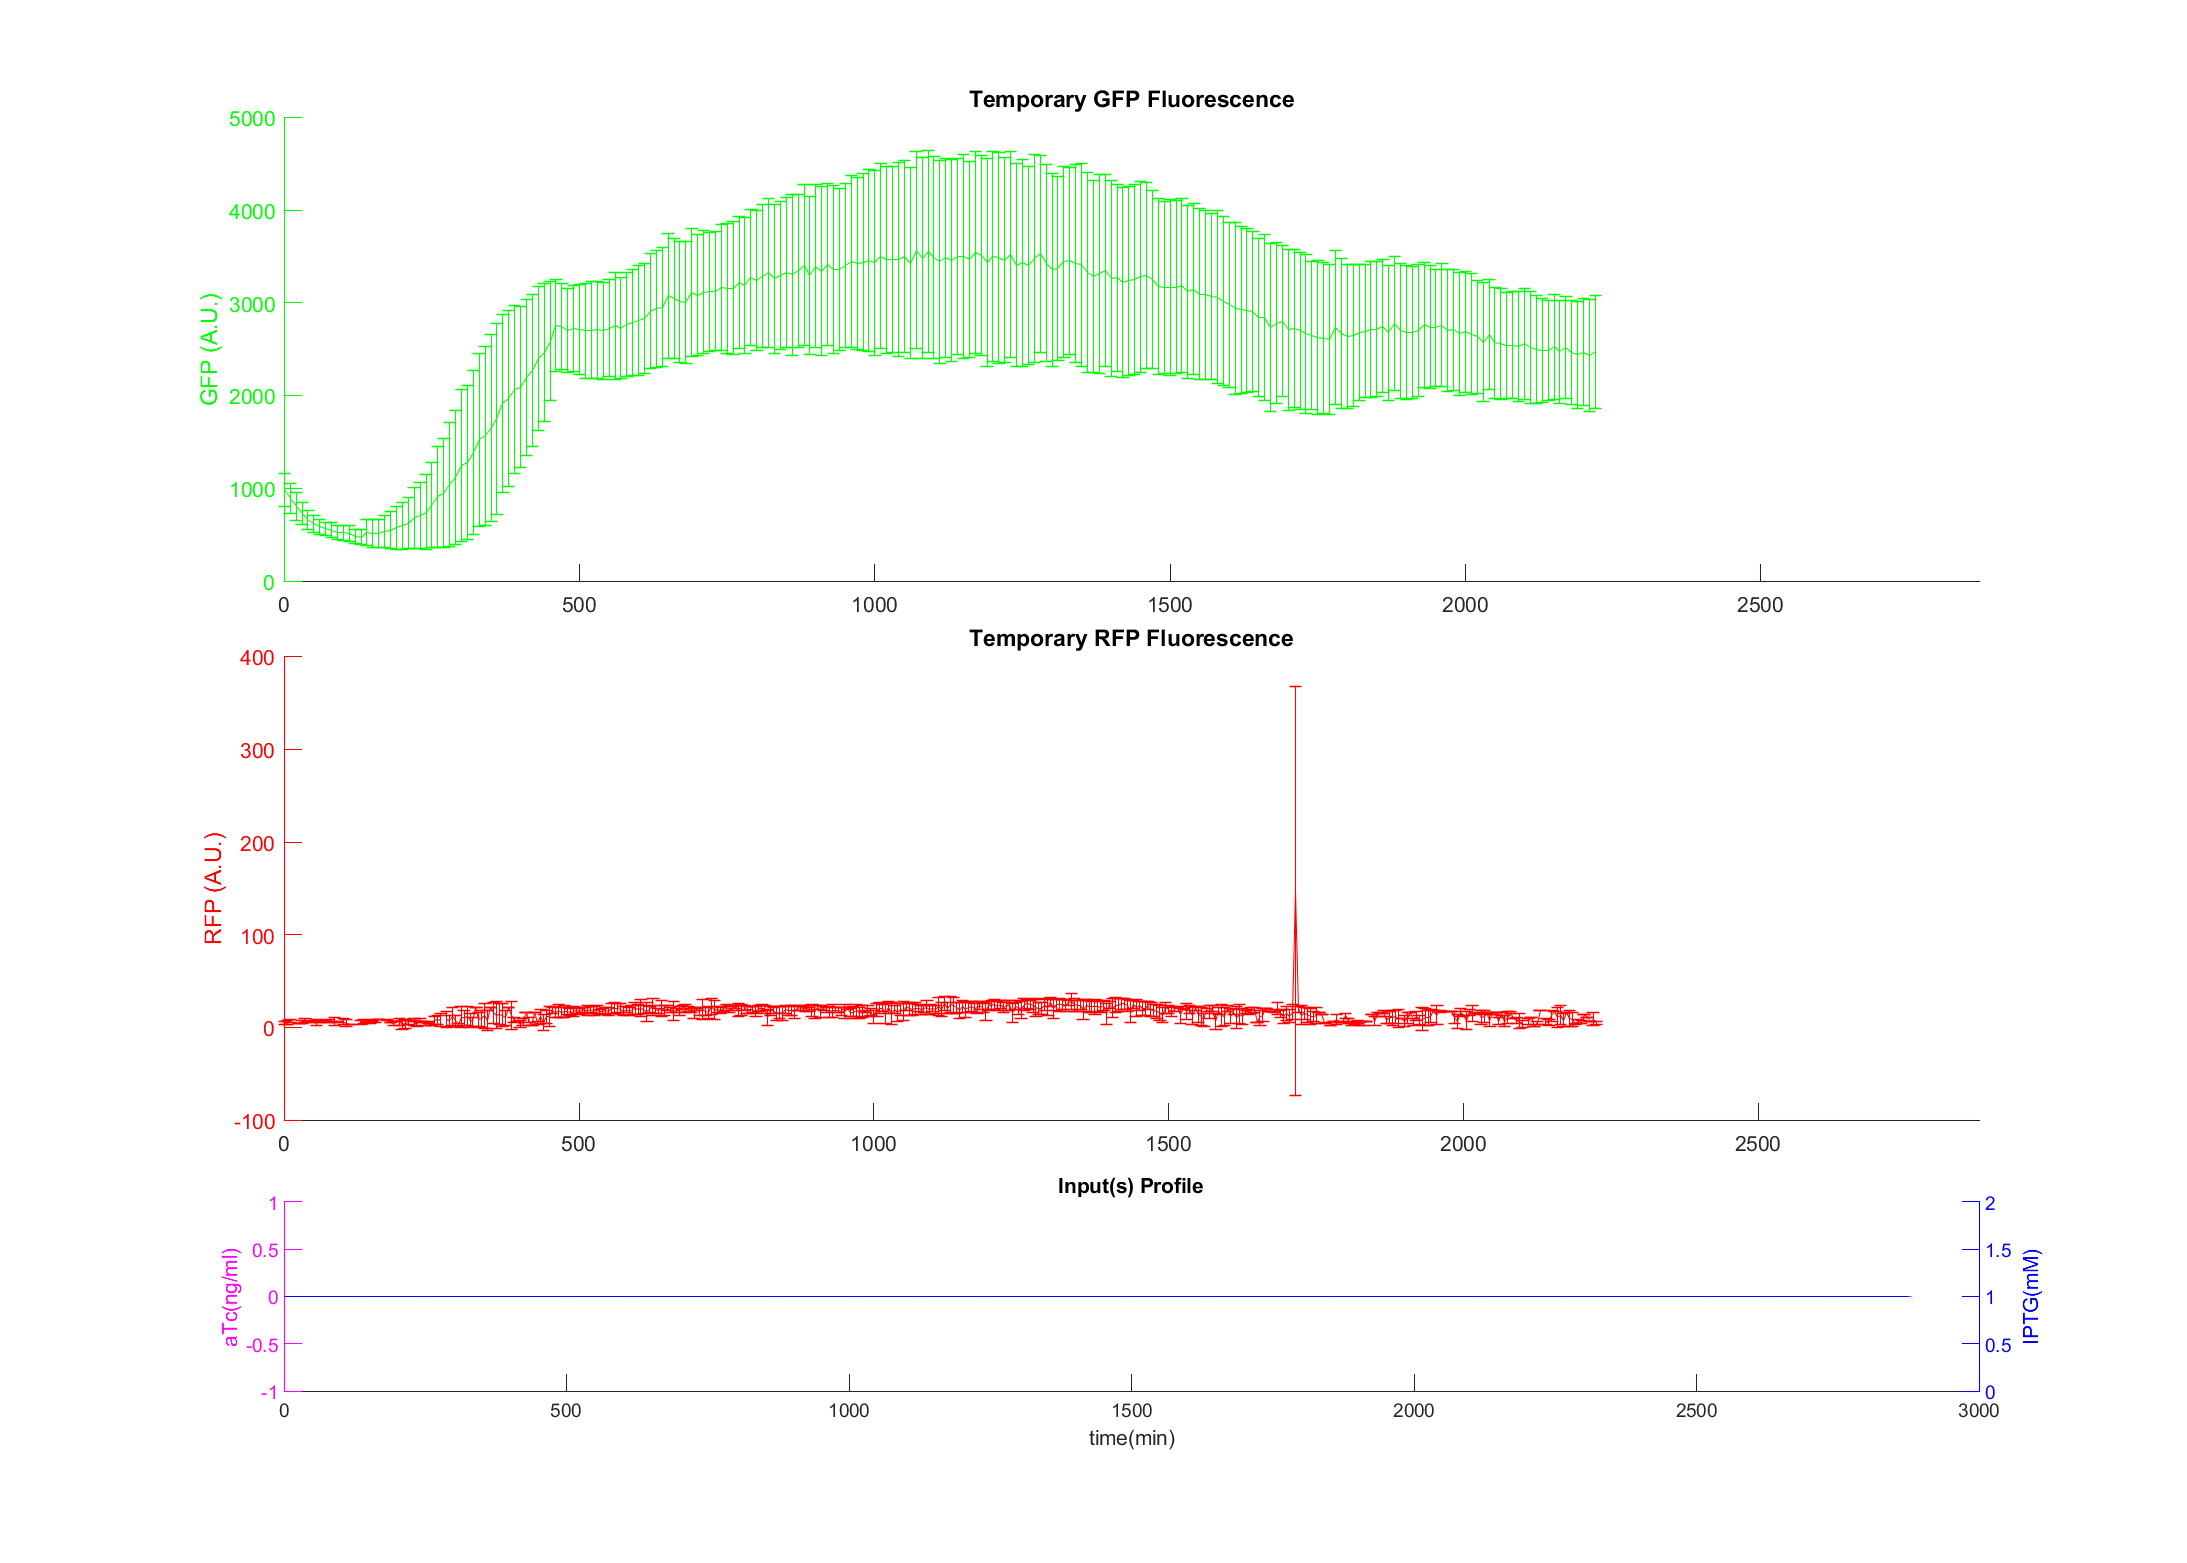 Temporary GFP Fluorescence
5000
4000
3000
2000
1000
0
GFP (A.U.)
0 500 1000 1500 2000 2500
Temporary RFP Fluorescence
400
300
200
100
0
-100
RFP (A.U.)
0 500 1000 1500 2000 2500
Input(s) Profile
1
0.5
0
-0.5
-1
aTc(ng/ml)
2
1.5
1
0.5
0
IPTG(mM)
0 500 1000 1500 2000 2500 3000
time(min)